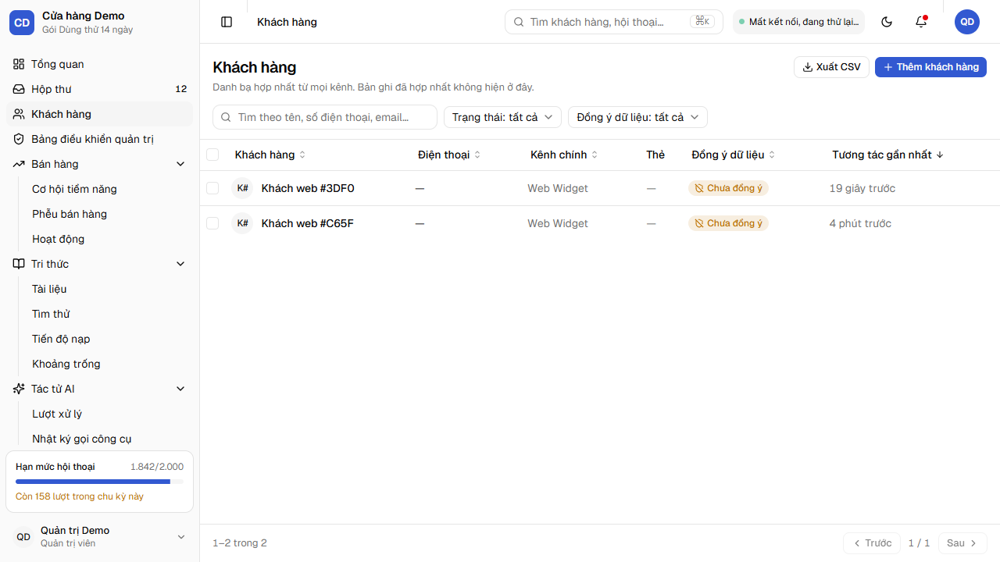 CD
Cửa hàng Demo
Gói Dùng thử 14 ngày
Tổng quan
Hộp thư 12
Khách hàng
Bảng điều khiển quản trị
Bán hàng
Cơ hội tiềm năng
Phễu bán hàng
Hoạt động
Tri thức
Tài liệu
Tìm thử
Tiến độ nạp
Khoảng trống
Tác tử AI
Lượt xử lý
Nhật ký gọi công cụ
Hạn mức hội thoại 1.842/2.000
Còn 158 lượt trong chu kỳ này
QD
Quản trị Demo
Quản trị viên
Khách hàng
Tìm khách hàng, hội thoại... ⌘K
Mất kết nối, đang thử lại...
QD
Khách hàng
Danh bạ hợp nhất từ mọi kênh. Bản ghi đã hợp nhất không hiện ở đây.
Xuất CSV
Thêm khách hàng
Tìm theo tên, số điện thoại, email...
Trạng thái: tất cả
Đồng ý dữ liệu: tất cả
Khách hàng Điện thoại Kênh chính Thẻ Đồng ý dữ liệu Tương tác gần nhất
K# Khách web #3DF0 — Web Widget — Chưa đồng ý 19 giây trước
K# Khách web #C65F — Web Widget — Chưa đồng ý 4 phút trước
1–2 trong 2
Trước 1 / 1 Sau